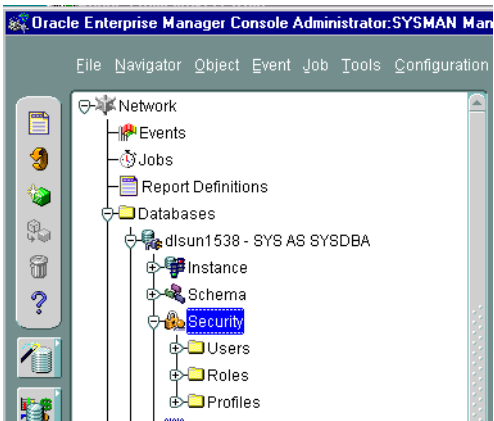 Oracle Enterprise Manager Console Administrator:SYSMAN Man
File Navigator Object Event Job Tools Configuration
Network
Events
Jobs
Report Definitions
Databases
dlsun1538 - SYS AS SYSDBA
Instance
Schema
Security
Users
Roles
Profiles